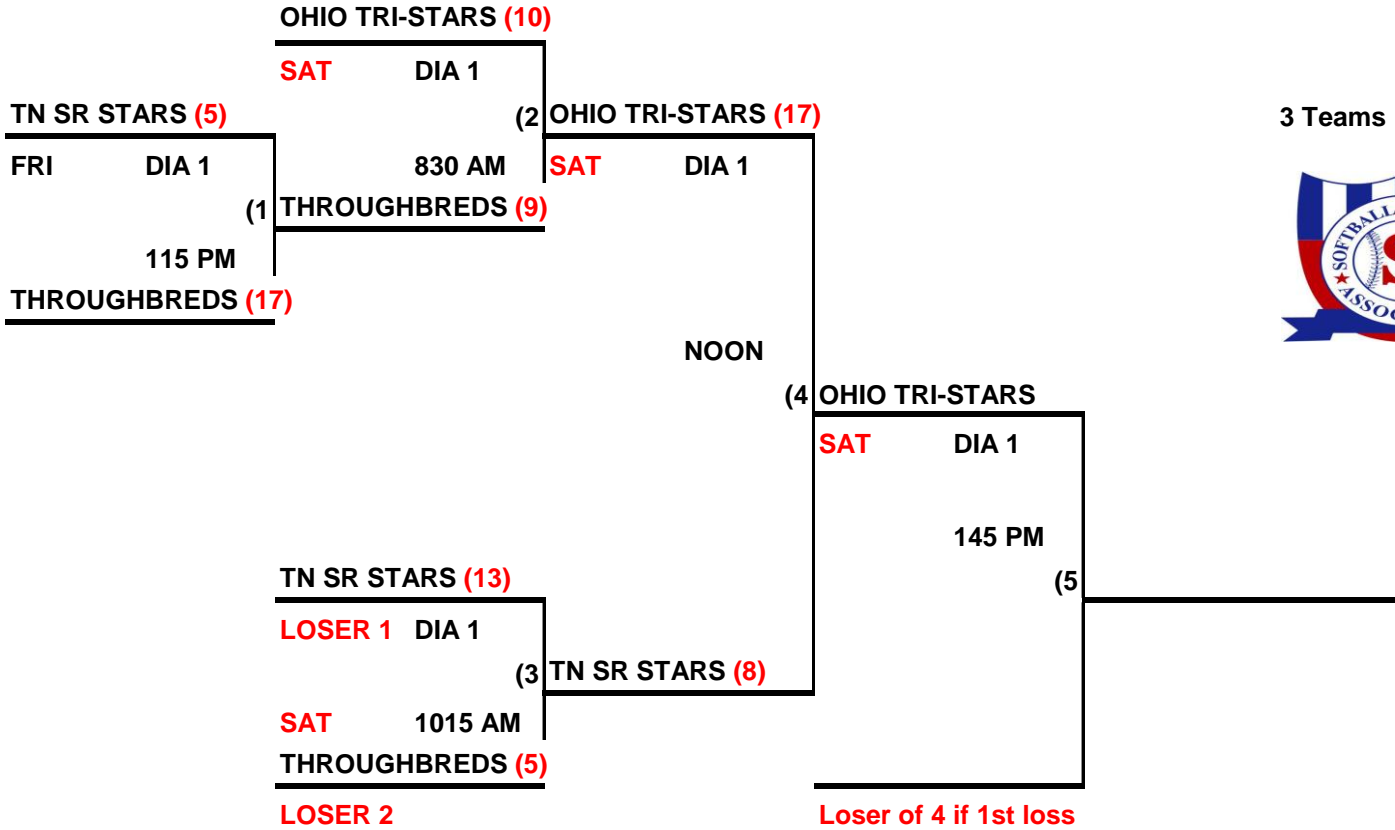 OHIO TRI-STARS (10)
SAT DIA 1
TN SR STARS (5)
(2 OHIO TRI-STARS (17)
3 Teams
FRI DIA 1
830 AM
SAT DIA 1
(1 THROUGHBREDS (9)
115 PM
THROUGHBREDS (17)
NOON
(4 OHIO TRI-STARS
SAT DIA 1
145 PM
TN SR STARS (13)
(5
LOSER 1 DIA 1
(3 TN SR STARS (8)
SAT 1015 AM
THROUGHBREDS (5)
LOSER 2
Loser of 4 if 1st loss
SOFTBALL